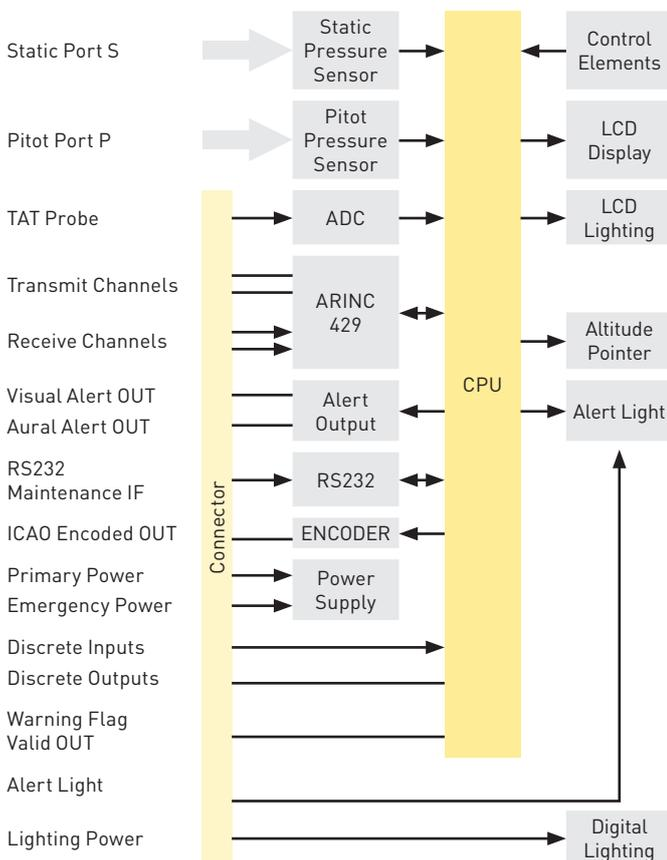 Static Port S
Static
Pressure
Sensor
Control
Elements
Pitot Port P
Pitot
Pressure
Sensor
LCD
Display
TAT Probe
ADC
LCD
Lighting
Transmit Channels
ARINC
429
Receive Channels
Altitude
Pointer
CPU
Visual Alert OUT
Aural Alert OUT
Alert
Output
Alert Light
RS232
Maintenance IF
RS232
Connector
ICAO Encoded OUT
ENCODER
Primary Power
Emergency Power
Power
Supply
Discrete Inputs
Discrete Outputs
Warning Flag
Valid OUT
Alert Light
Lighting Power
Digital
Lighting